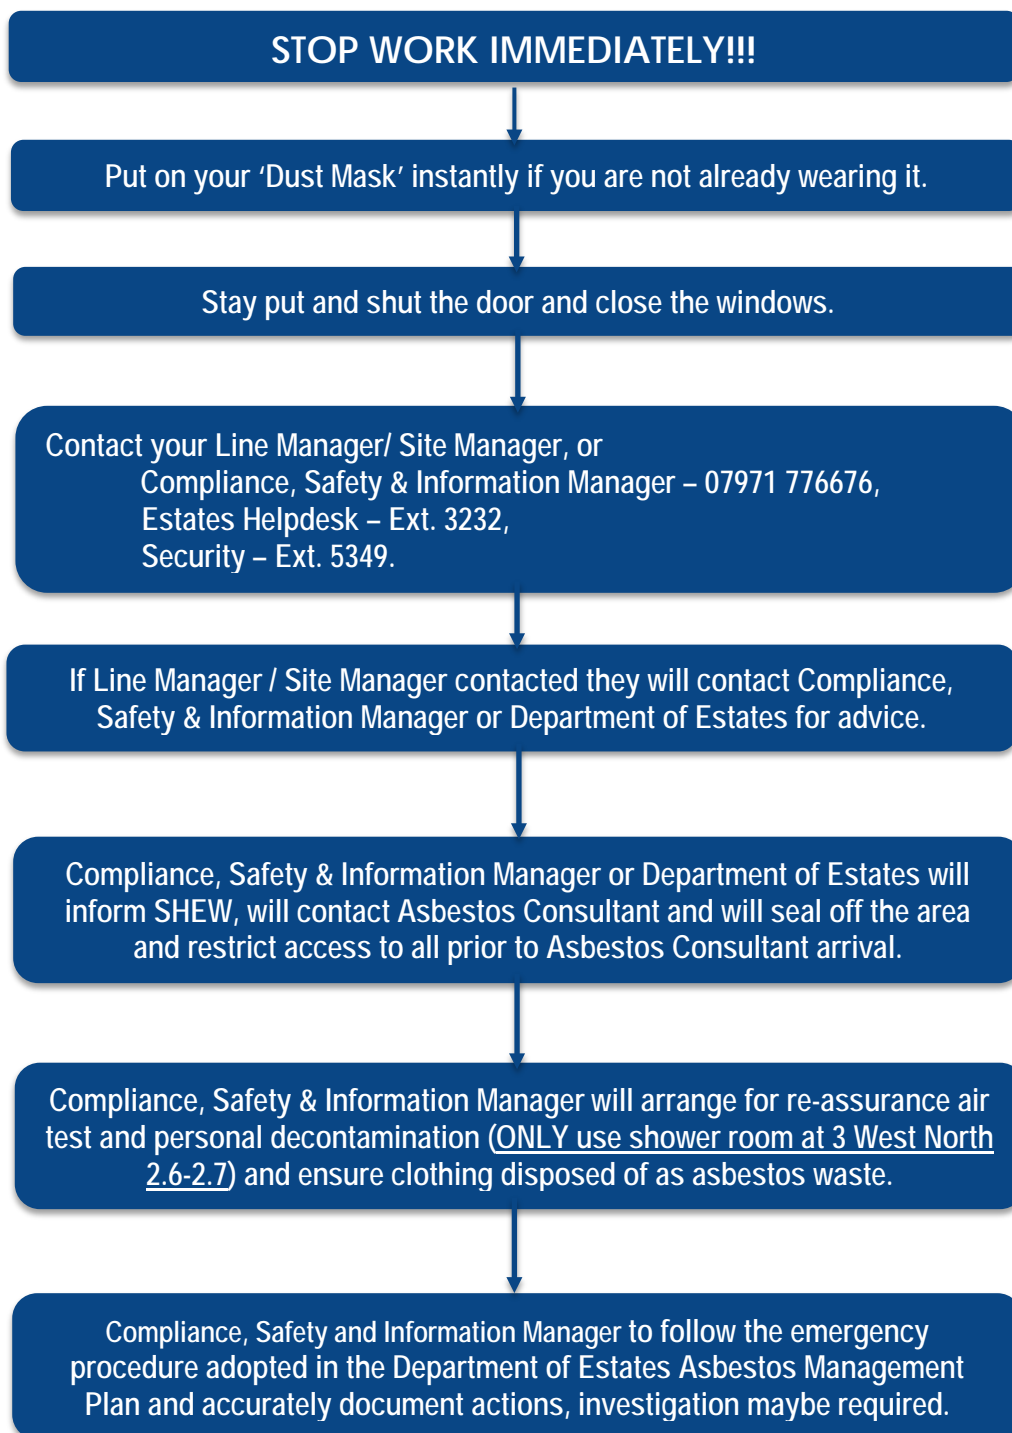 STOP WORK IMMEDIATELY!!!
Put on your ‘Dust Mask’ instantly if you are not already wearing it.
Stay put and shut the door and close the windows.
Contact your Line Manager/ Site Manager, or
Compliance, Safety & Information Manager – 07971 776676,
Estates Helpdesk – Ext. 3232,
Security – Ext. 5349.
If Line Manager / Site Manager contacted they will contact Compliance,
Safety & Information Manager or Department of Estates for advice.
Compliance, Safety & Information Manager or Department of Estates will
inform SHEW, will contact Asbestos Consultant and will seal off the area
and restrict access to all prior to Asbestos Consultant arrival.
Compliance, Safety & Information Manager will arrange for re-assurance air
test and personal decontamination (ONLY use shower room at 3 West North
2.6-2.7) and ensure clothing disposed of as asbestos waste.
Compliance, Safety and Information Manager to follow the emergency
procedure adopted in the Department of Estates Asbestos Management
Plan and accurately document actions, investigation maybe required.